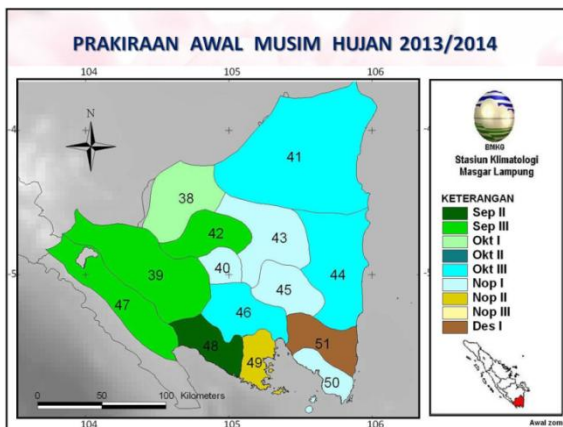 PRAKIRAAN AWAL MUSIM HUJAN 2013/2014
104
105
106
N
-4
41
38
42
43
40
39
44
-5
45
47
46
51
48
49
50
0
50
100 Kilometers
104
105
106
BMKG
Stasiun Klimatologi
Masgar Lampung
KETERANGAN
Sep II
Sep III
Okt I
Okt II
Okt III
Nop I
Nop II
Nop III
Des I
Awal zom